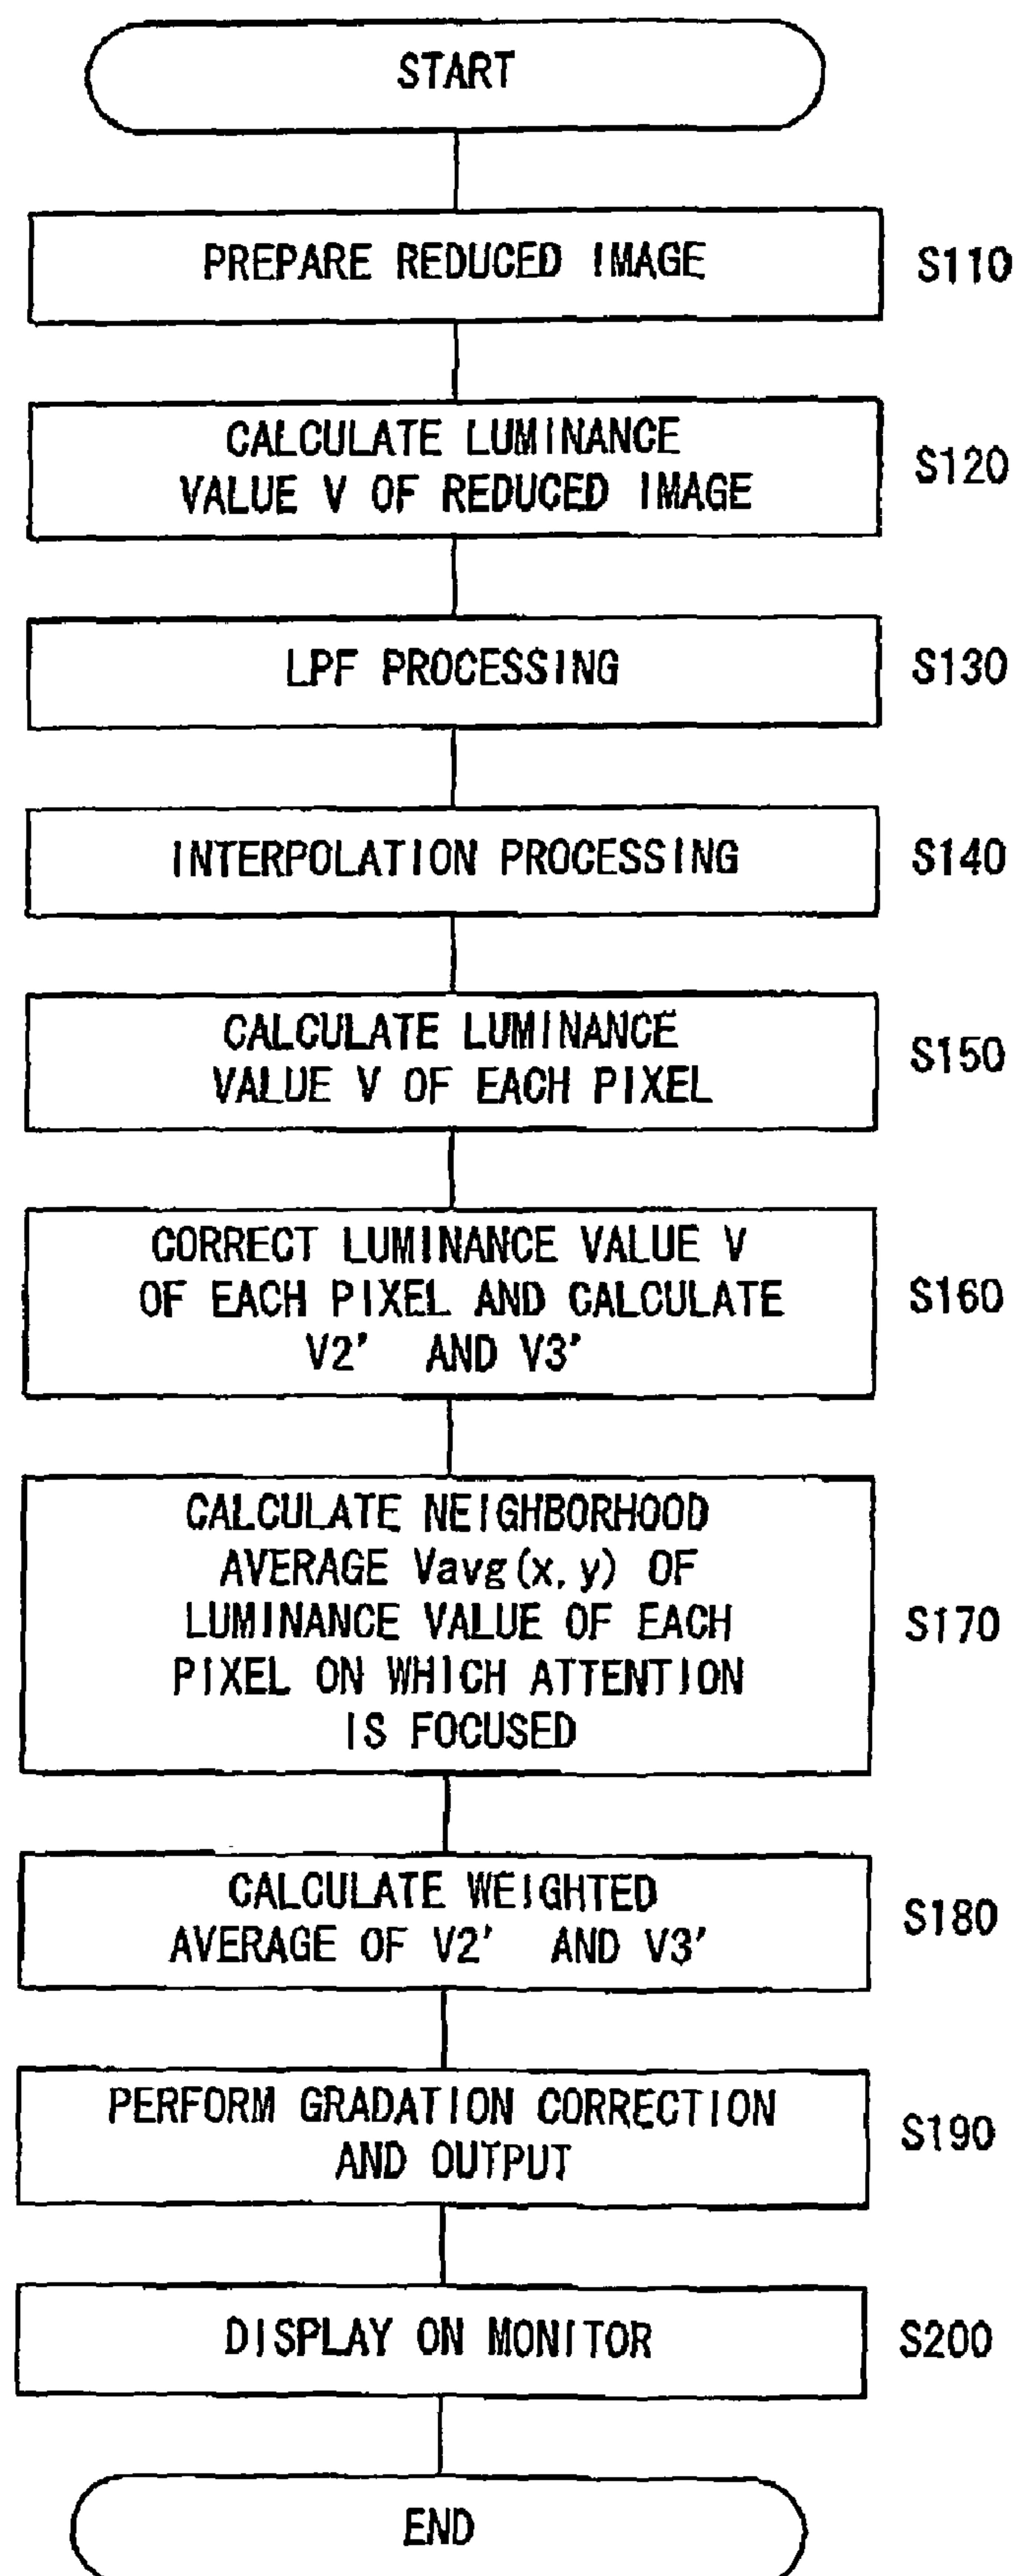 START
PREPARE REDUCED IMAGE
S110
CALCULATE LUMINANCE
VALUE V OF REDUCED IMAGE
S120
LPF PROCESSING
S130
INTERPOLATION PROCESSING
S140
CALCULATE LUMINANCE
VALUE V OF EACH PIXEL
S150
CORRECT LUMINANCE VALUE V
OF EACH PIXEL AND CALCULATE
V2' AND V3'
S160
CALCULATE NEIGHBORHOOD
AVERAGE Vavg(x, y) OF
LUMINANCE VALUE OF EACH
PIXEL ON WHICH ATTENTION
IS FOCUSED
S170
CALCULATE WEIGHTED
AVERAGE OF V2' AND V3'
S180
PERFORM GRADATION CORRECTION
AND OUTPUT
S190
DISPLAY ON MONITOR
S200
END